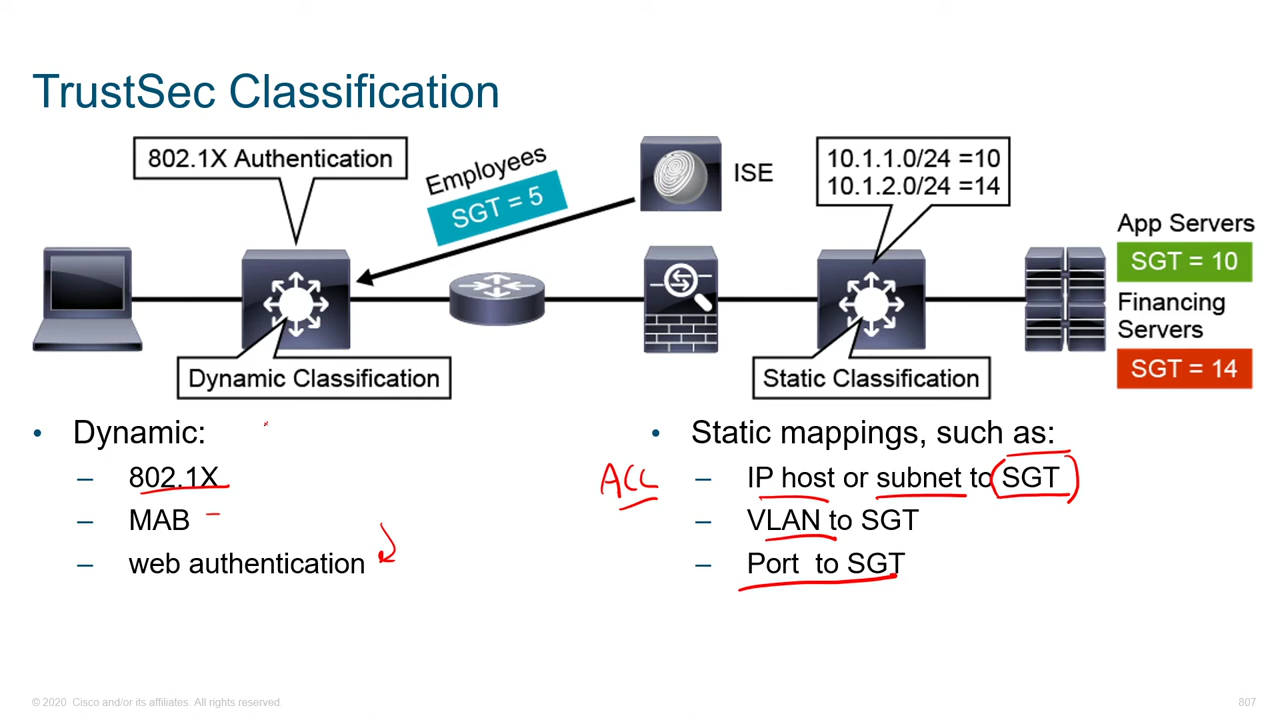 TrustSec Classification
802.1X Authentication
Employees
SGT = 5
ISE
10.1.1.0/24 =10
10.1.2.0/24 =14
App Servers
SGT = 10
Financing
Servers
SGT = 14
Dynamic Classification
Static Classification
• Dynamic:
– 802.1X
– MAB
– web authentication
• Static mappings, such as:
ACC
– IP host or subnet to SGT
– VLAN to SGT
– Port to SGT
© 2020 Cisco and/or its affiliates. All rights reserved.
807